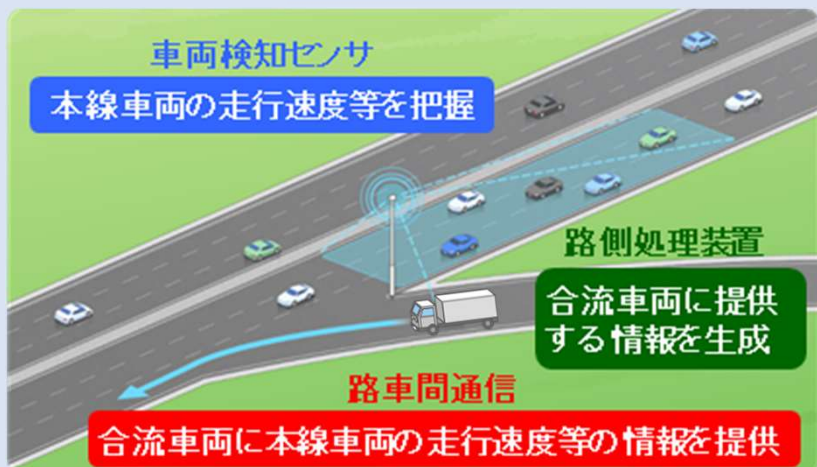 車両検知センサ
本線車両の走行速度等を把握
路側処理装置
合流車両に提供
する情報を生成
路車間通信
合流車両に本線車両の走行速度等の情報を提供